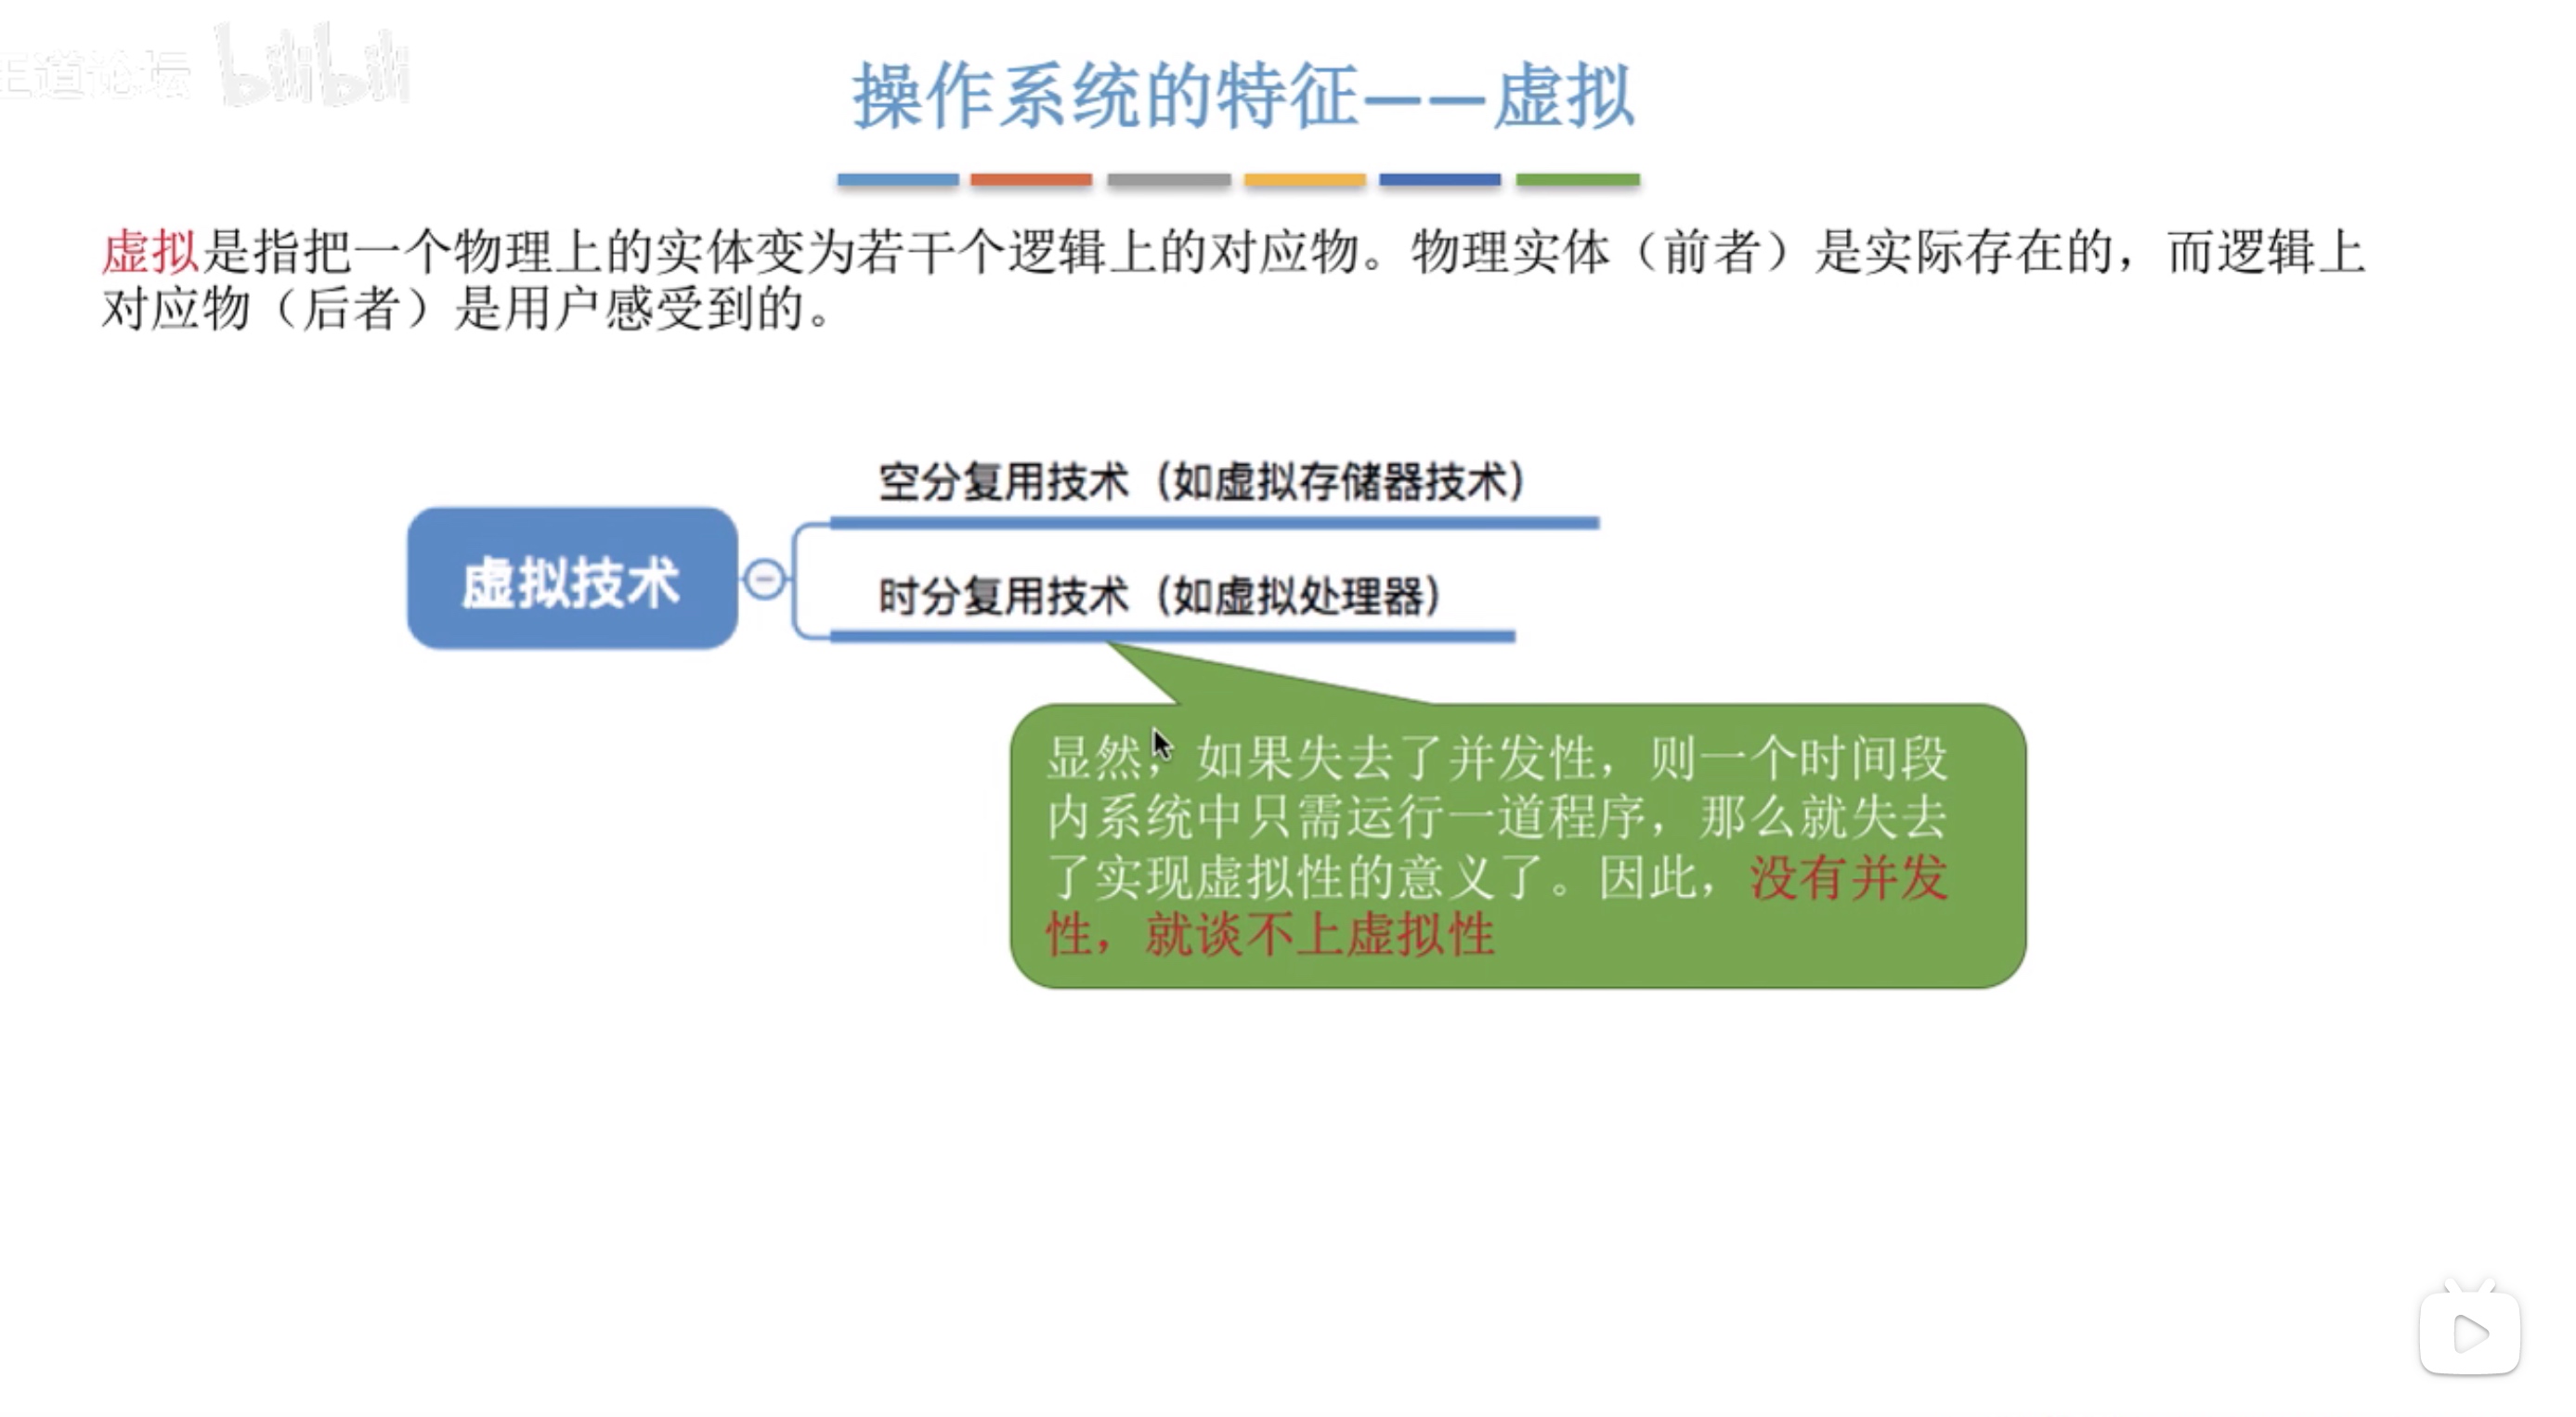 王道论坛 bilibili
操作系统的特征——虚拟
虚拟是指把一个物理上的实体变为若干个逻辑上的对应物。物理实体（前者）是实际存在的，而逻辑上
对应物（后者）是用户感受到的。
空分复用技术（如虚拟存储器技术）
虚拟技术
时分复用技术（如虚拟处理器）
显然，如果失去了并发性，则一个时间段
内系统中只需运行一道程序，那么就失去
了实现虚拟性的意义了。因此，没有并发
性，就谈不上虚拟性